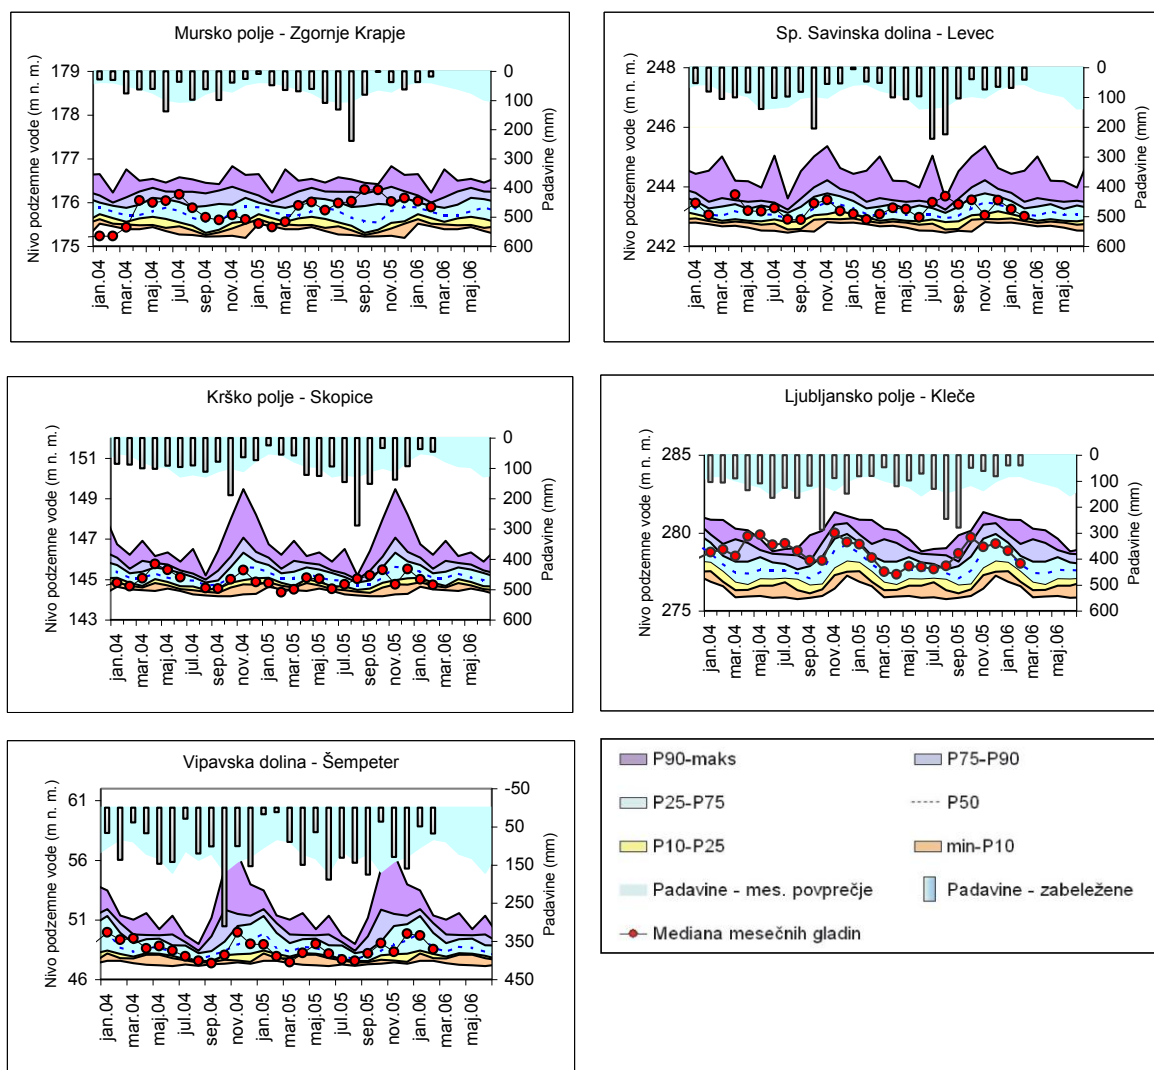 Mursko polje - Zgornje Krapje
Nivo podzemne vode (m n. m.)
179
178
177
176
175
0
100
200
300
400
500
600
Padavine (mm)
jan.04
mar.04
maj.04
jul.04
sep.04
nov.04
jan.05
mar.05
maj.05
jul.05
sep.05
nov.05
jan.06
mar.06
maj.06
Sp. Savinska dolina - Levec
Nivo podzemne vode (m n. m.)
248
246
244
242
0
100
200
300
400
500
600
Padavine (mm)
jan.04
mar.04
maj.04
jul.04
sep.04
nov.04
jan.05
mar.05
maj.05
jul.05
sep.05
nov.05
jan.06
mar.06
maj.06
Krško polje - Skopice
Nivo podzemne vode (m n. m.)
151
149
147
145
143
0
100
200
300
400
500
600
Padavine (mm)
jan.04
mar.04
maj.04
jul.04
sep.04
nov.04
jan.05
mar.05
maj.05
jul.05
sep.05
nov.05
jan.06
mar.06
maj.06
Ljubljansko polje - Kleče
Nivo podzemne vode (m n. m.)
285
280
275
0
100
200
300
400
500
600
Padavine (mm)
jan.04
mar.04
maj.04
jul.04
sep.04
nov.04
jan.05
mar.05
maj.05
jul.05
sep.05
nov.05
jan.06
mar.06
maj.06
Vipavska dolina - Šempeter
Nivo podzemne vode (m n. m.)
61
56
51
46
-50
50
150
250
350
450
Padavine (mm)
jan.04
mar.04
maj.04
jul.04
sep.04
nov.04
jan.05
mar.05
maj.05
jul.05
sep.05
nov.05
jan.06
mar.06
maj.06
P90-maks
P75-P90
P25-P75
P50
P10-P25
min-P10
Padavine - mes. povprečje
Padavine - zabeležene
Mediana mesečnih gladin